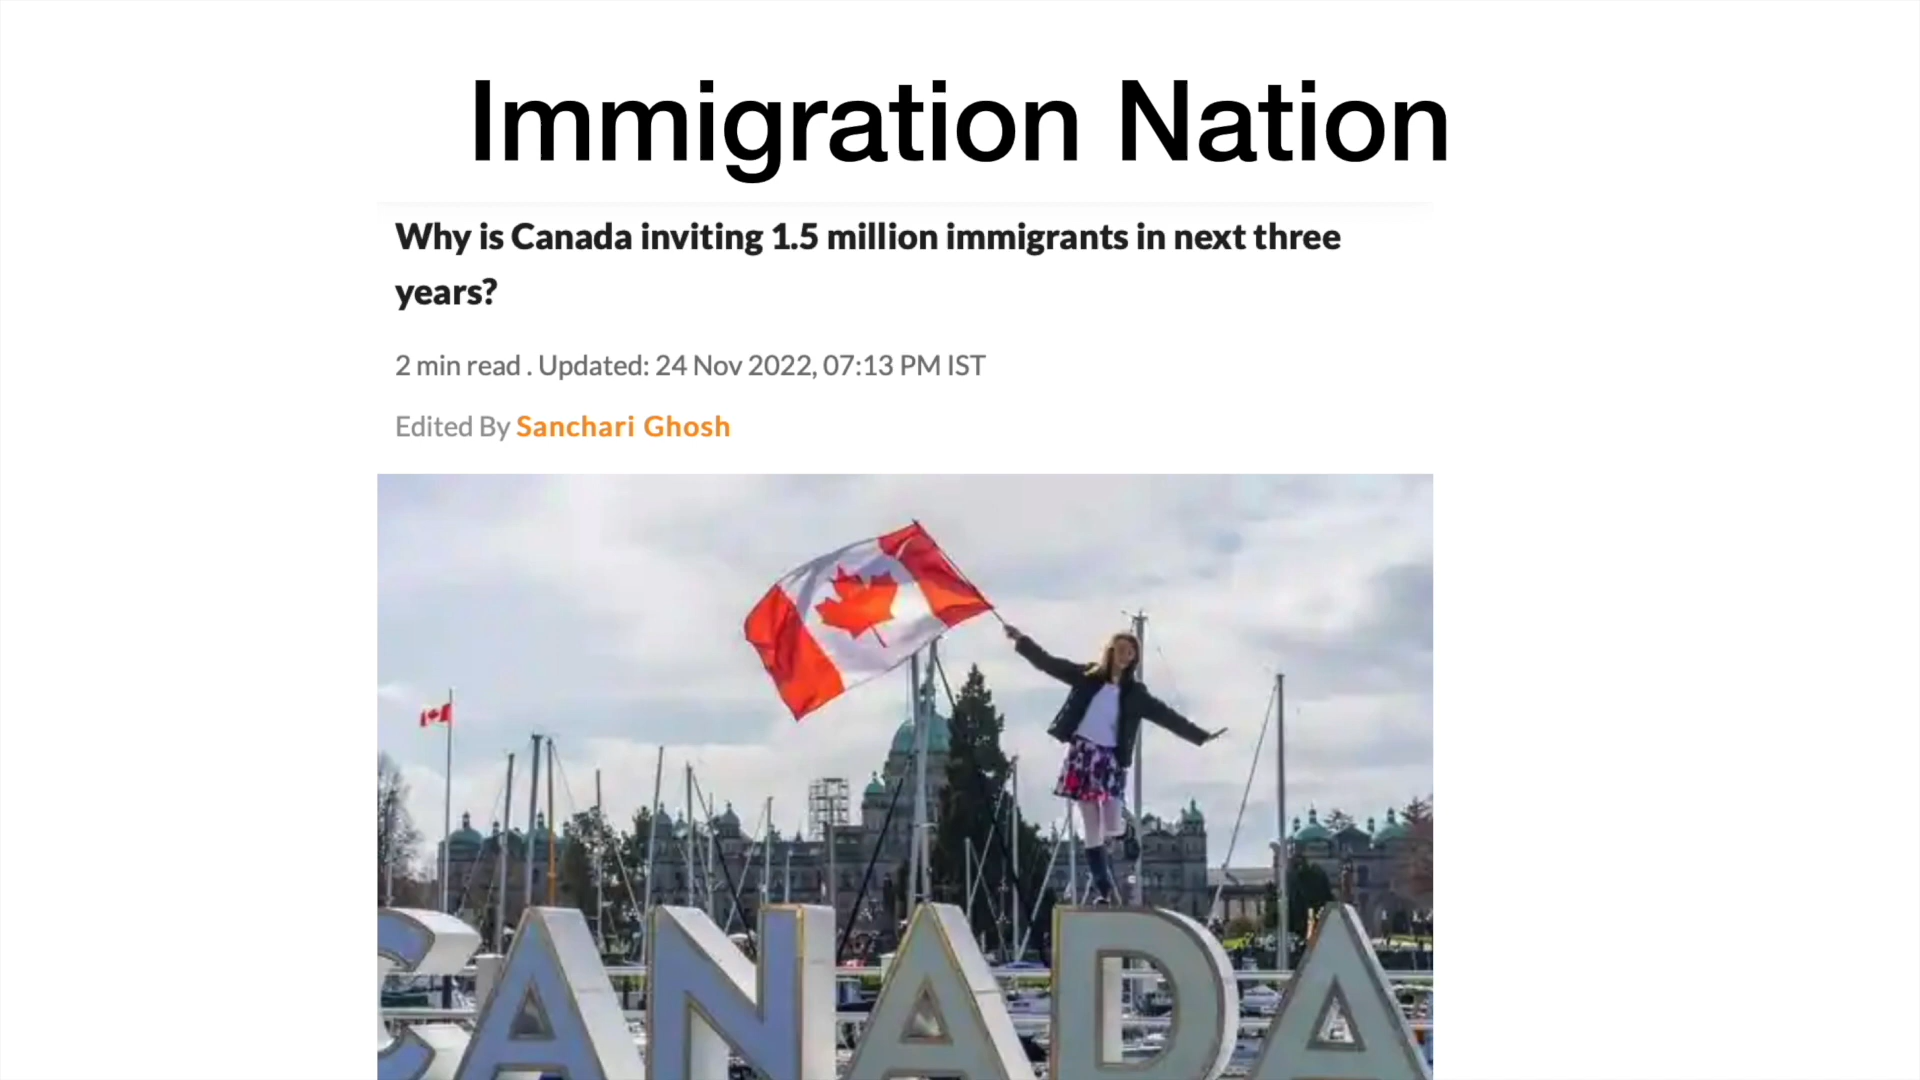 Immigration Nation
Why is Canada inviting 1.5 million immigrants in next three
years?
2 min read . Updated: 24 Nov 2022, 07:13 PM IST
Edited By Sanchari Ghosh
CANADA